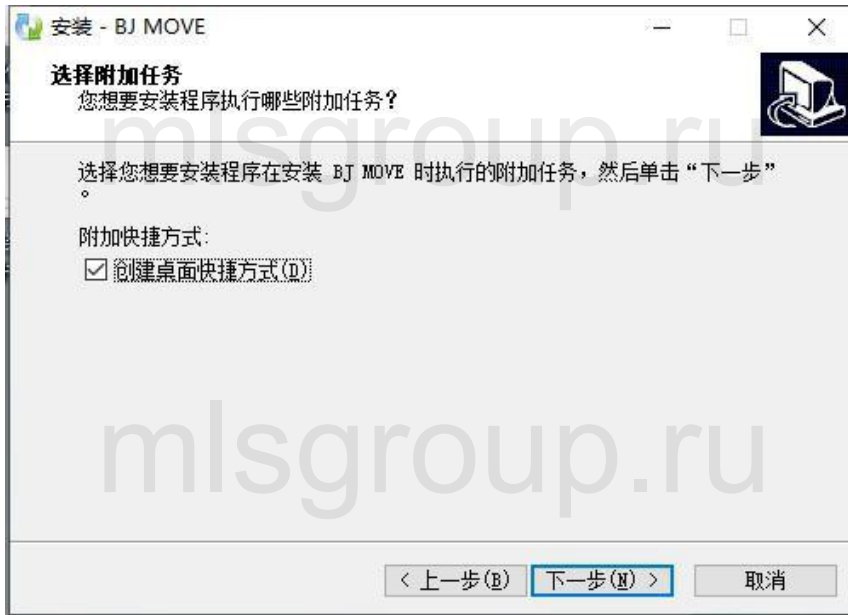 安装 - BJ MOVE
选择附加任务
您想要安装程序执行哪些附加任务?
mlsgroup.ru
选择您想要安装程序在安装 BJ MOVE 时执行的附加任务，然后单击“下一步”
。
附加快捷方式:
创建桌面快捷方式(D)
mlsgroup.ru
< 上一步(B) 下一步(N) > 取消